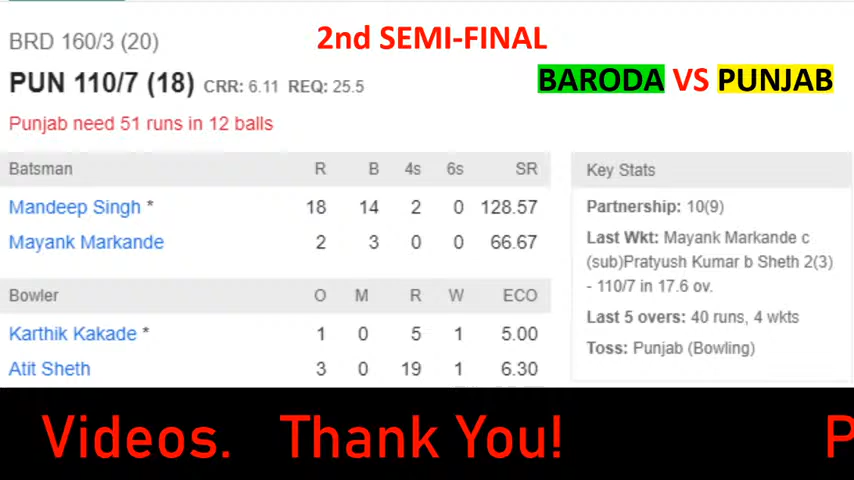 BRD 160/3 (20)
2nd SEMI-FINAL
PUN 110/7 (18) CRR: 6.11 REQ: 25.5
BARODA VS PUNJAB
Punjab need 51 runs in 12 balls
Batsman R B 4s 6s SR
Mandeep Singh * 18 14 2 0 128.57
Mayank Markande 2 3 0 0 66.67
Bowler O M R W ECO
Karthik Kakade * 1 0 5 1 5.00
Atit Sheth 3 0 19 1 6.30
Key Stats
Partnership: 10(9)
Last Wkt: Mayank Markande c
(sub)Pratyush Kumar b Sheth 2(3)
- 110/7 in 17.6 ov.
Last 5 overs: 40 runs, 4 wkts
Toss: Punjab (Bowling)
Videos. Thank You! P